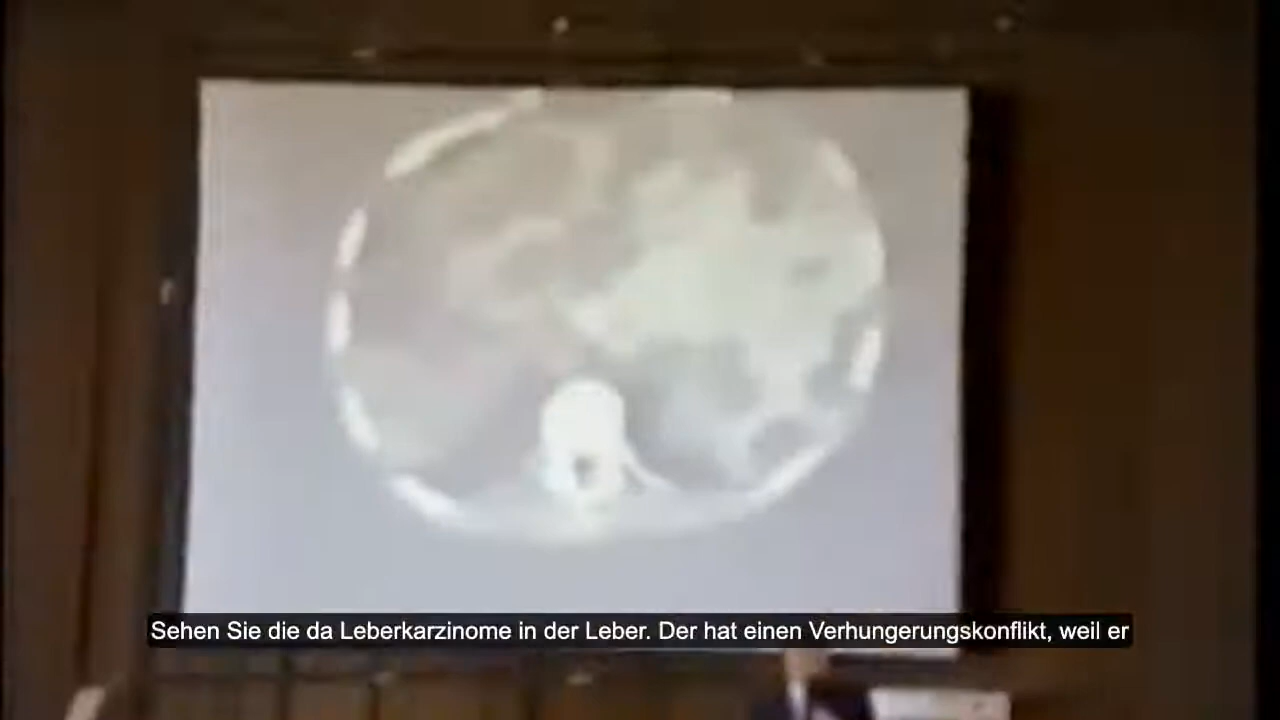 Sehen Sie die da Leberkarzinome in der Leber. Der hat einen Verhungerungskonflikt, weil er